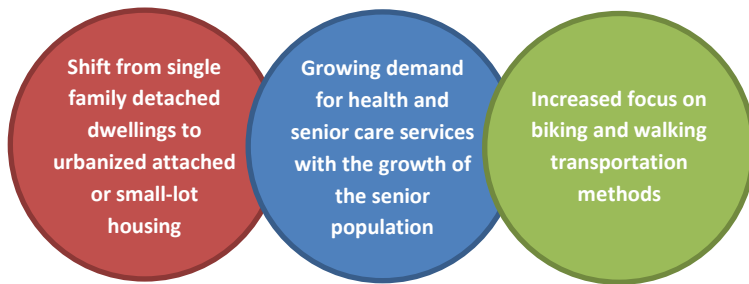 Shift from single
family detached
dwellings to
urbanized attached
or small-lot
housing
Growing demand
for health and
senior care services
with the growth of
the senior
population
Increased focus on
biking and walking
transportation
methods